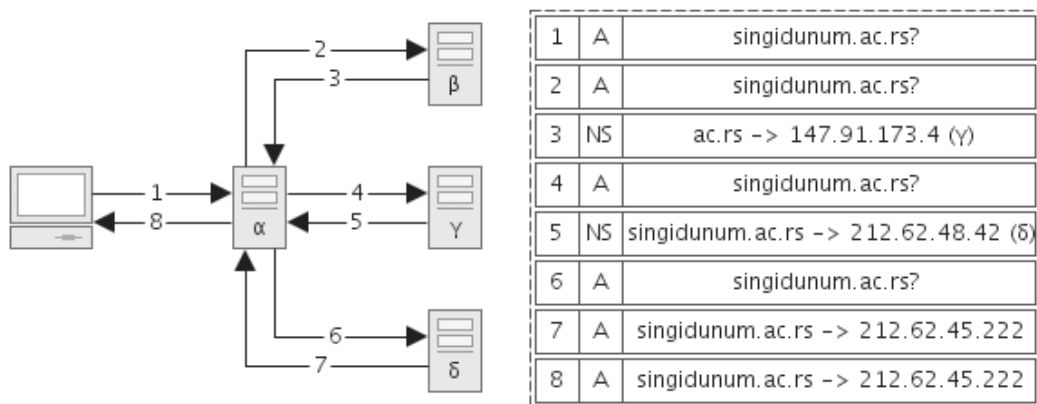 2
3
β
1
8
α
4
5
γ
6
7
δ
1 A singidunum.ac.rs?
2 A singidunum.ac.rs?
3 NS ac.rs -> 147.91.173.4 (γ)
4 A singidunum.ac.rs?
5 NS singidunum.ac.rs -> 212.62.48.42 (δ)
6 A singidunum.ac.rs?
7 A singidunum.ac.rs -> 212.62.45.222
8 A singidunum.ac.rs -> 212.62.45.222